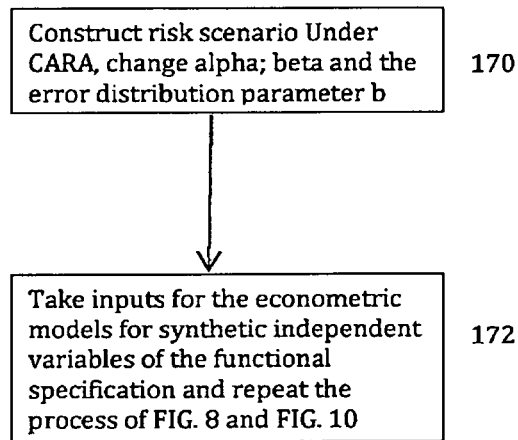 Construct risk scenario Under
CARA, change alpha; beta and the
error distribution parameter b
170
Take inputs for the econometric
models for synthetic independent
variables of the functional
specification and repeat the
process of FIG. 8 and FIG. 10
172